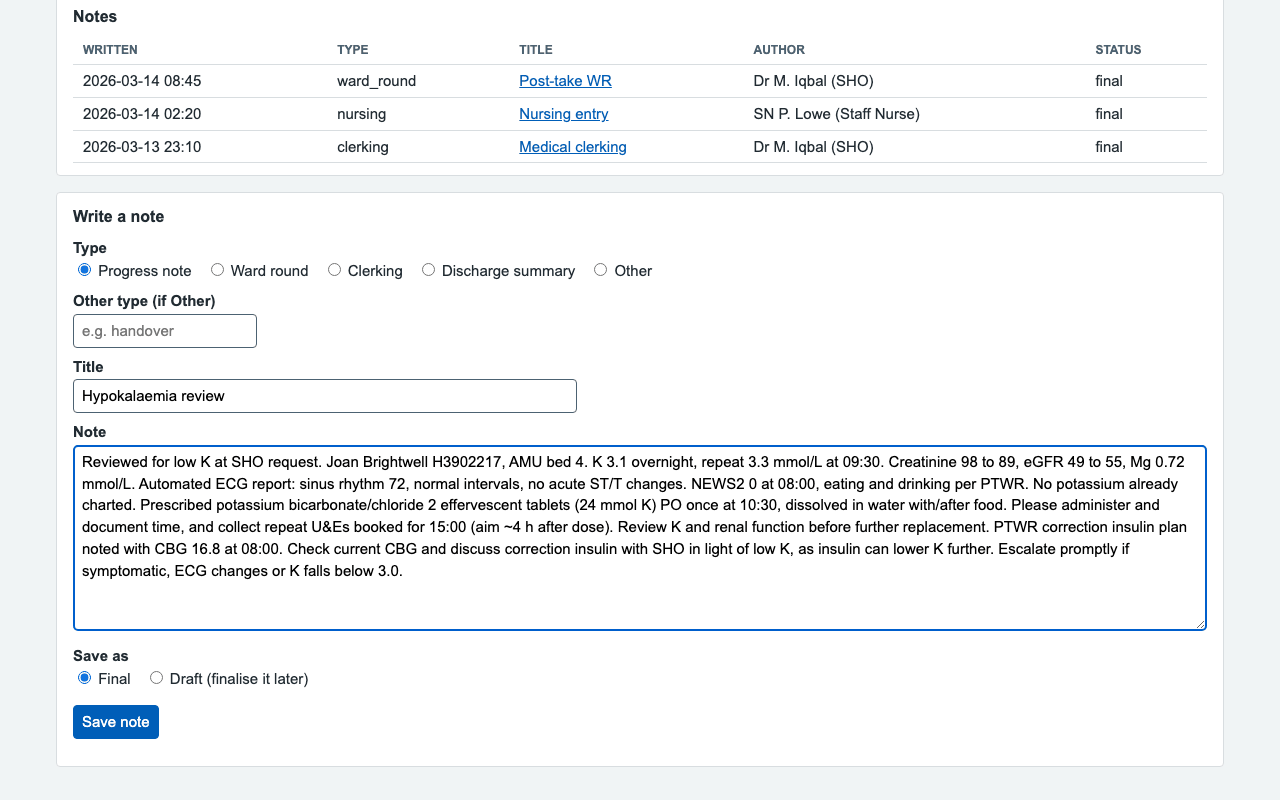 Notes
WRITTEN TYPE TITLE AUTHOR STATUS
2026-03-14 08:45 ward_round Post-take WR Dr M. Iqbal (SHO) final
2026-03-14 02:20 nursing Nursing entry SN P. Lowe (Staff Nurse) final
2026-03-13 23:10 clerking Medical clerking Dr M. Iqbal (SHO) final
Write a note
Type
Progress note Ward round Clerking Discharge summary Other
Other type (if Other)
e.g. handover
Title
Hypokalaemia review
Note
Reviewed for low K at SHO request. Joan Brightwell H3902217, AMU bed 4. K 3.1 overnight, repeat 3.3 mmol/L at 09:30. Creatinine 98 to 89, eGFR 49 to 55, Mg 0.72
mmol/L. Automated ECG report: sinus rhythm 72, normal intervals, no acute ST/T changes. NEWS2 0 at 08:00, eating and drinking per PTWR. No potassium already
charted. Prescribed potassium bicarbonate/chloride 2 effervescent tablets (24 mmol K) PO once at 10:30, dissolved in water with/after food. Please administer and
document time, and collect repeat U&Es booked for 15:00 (aim ~4 h after dose). Review K and renal function before further replacement. PTWR correction insulin plan
noted with CBG 16.8 at 08:00. Check current CBG and discuss correction insulin with SHO in light of low K, as insulin can lower K further. Escalate promptly if
symptomatic, ECG changes or K falls below 3.0.
Save as
Final Draft (finalise it later)
Save note